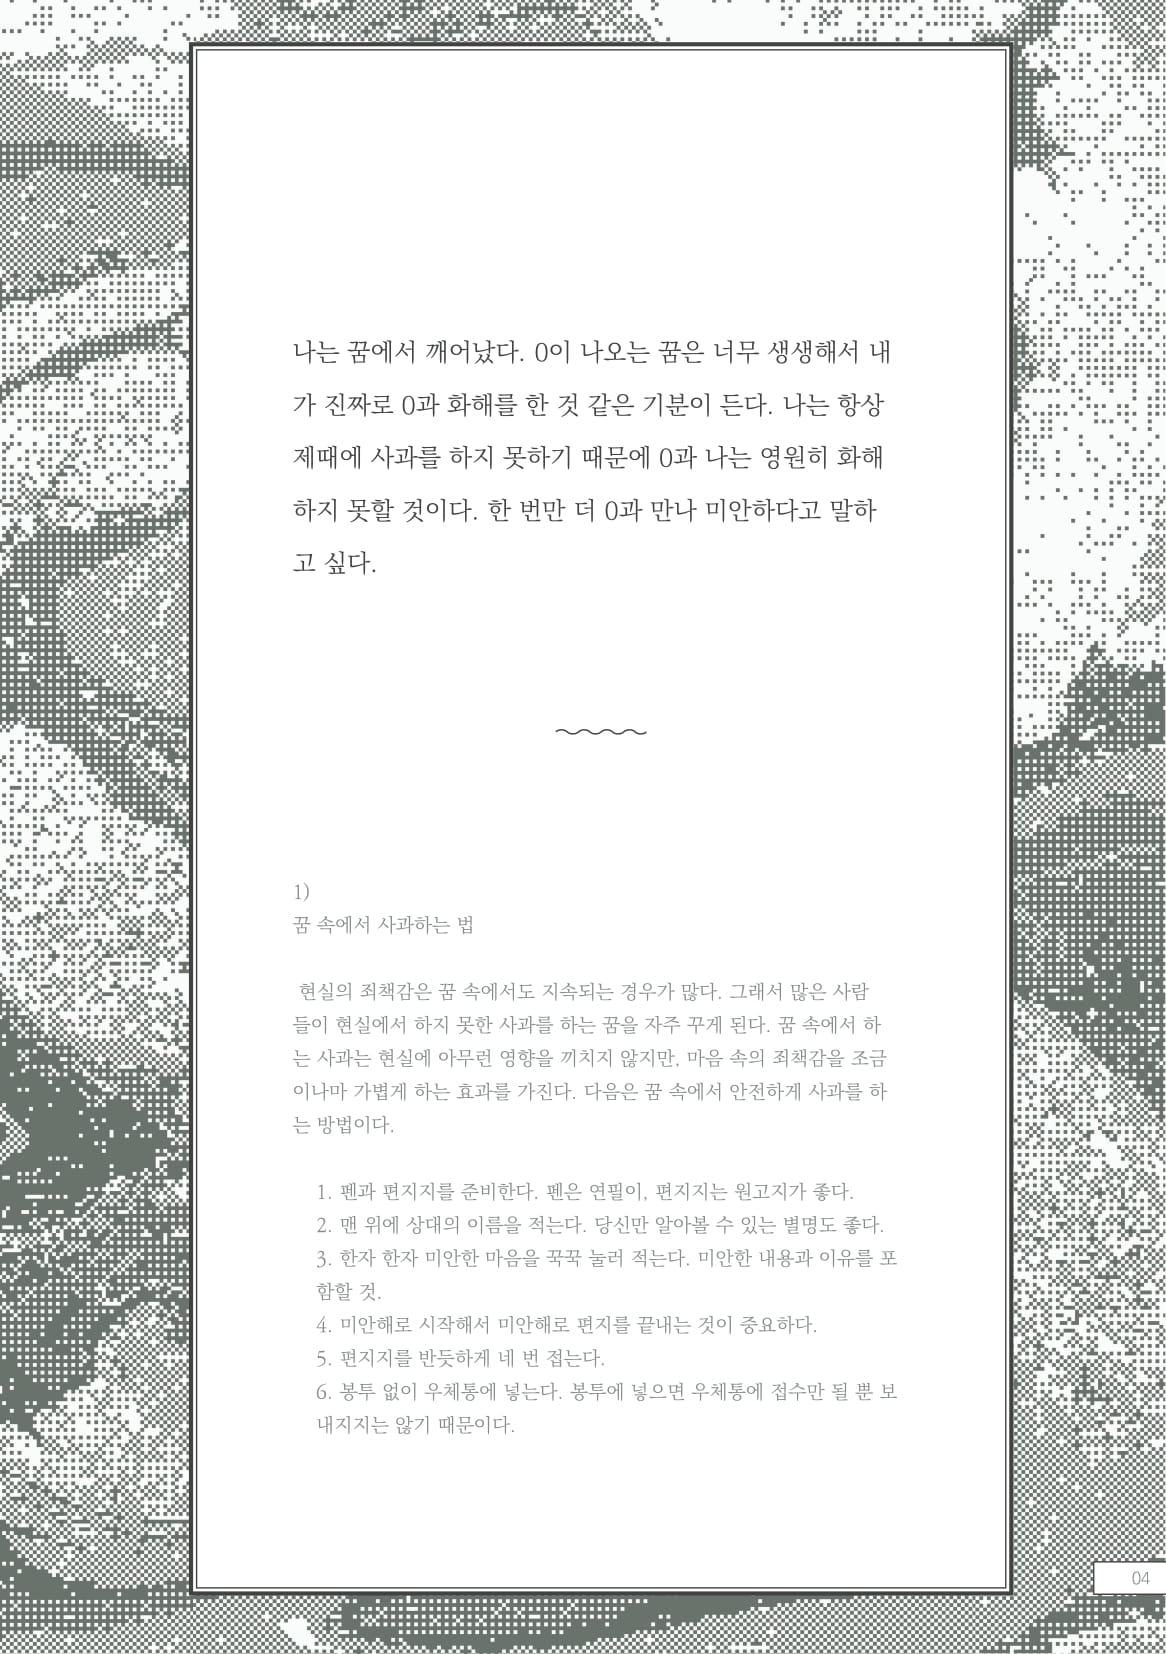 나는 꿈에서 깨어났다. 0이 나오는 꿈은 너무 생생해서 내
가 진짜로 0과 화해를 한 것 같은 기분이 든다. 나는 항상
제때에 사과를 하지 못하기 때문에 0과 나는 영원히 화해
하지 못할 것이다. 한 번만 더 0과 만나 미안하다고 말하
고 싶다.
1)
꿈 속에서 사과하는 법
현실의 죄책감은 꿈 속에서도 지속되는 경우가 많다. 그래서 많은 사람
들이 현실에서 하지 못한 사과를 하는 꿈을 자주 꾸게 된다. 꿈 속에서 하
는 사과는 현실에 아무런 영향을 끼치지 않지만, 마음 속의 죄책감을 조금
이나마 가볍게 하는 효과를 가진다. 다음은 꿈 속에서 안전하게 사과를 하
는 방법이다.
1. 펜과 편지지를 준비한다. 펜은 연필이, 편지지는 원고지가 좋다.
2. 맨 위에 상대의 이름을 적는다. 당신만 알아볼 수 있는 별명도 좋다.
3. 한자 한자 미안한 마음을 꾹꾹 눌러 적는다. 미안한 내용과 이유를 포
함할 것.
4. 미안해로 시작해서 미안해로 편지를 끝내는 것이 중요하다.
5. 편지지를 반듯하게 네 번 접는다.
6. 봉투 없이 우체통에 넣는다. 봉투에 넣으면 우체통에 접수만 될 뿐 보
내지지는 않기 때문이다.
04